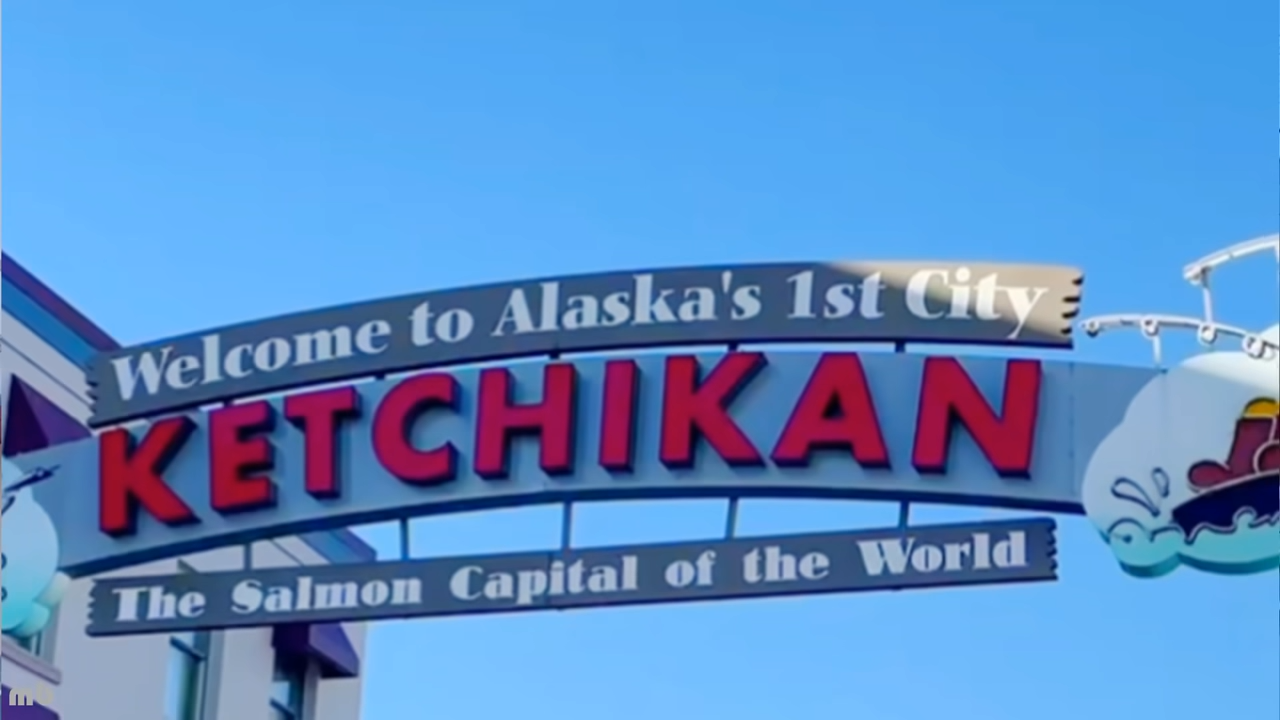 Welcome to Alaska's 1st City
KETCHIKAN
The Salmon Capital of the World